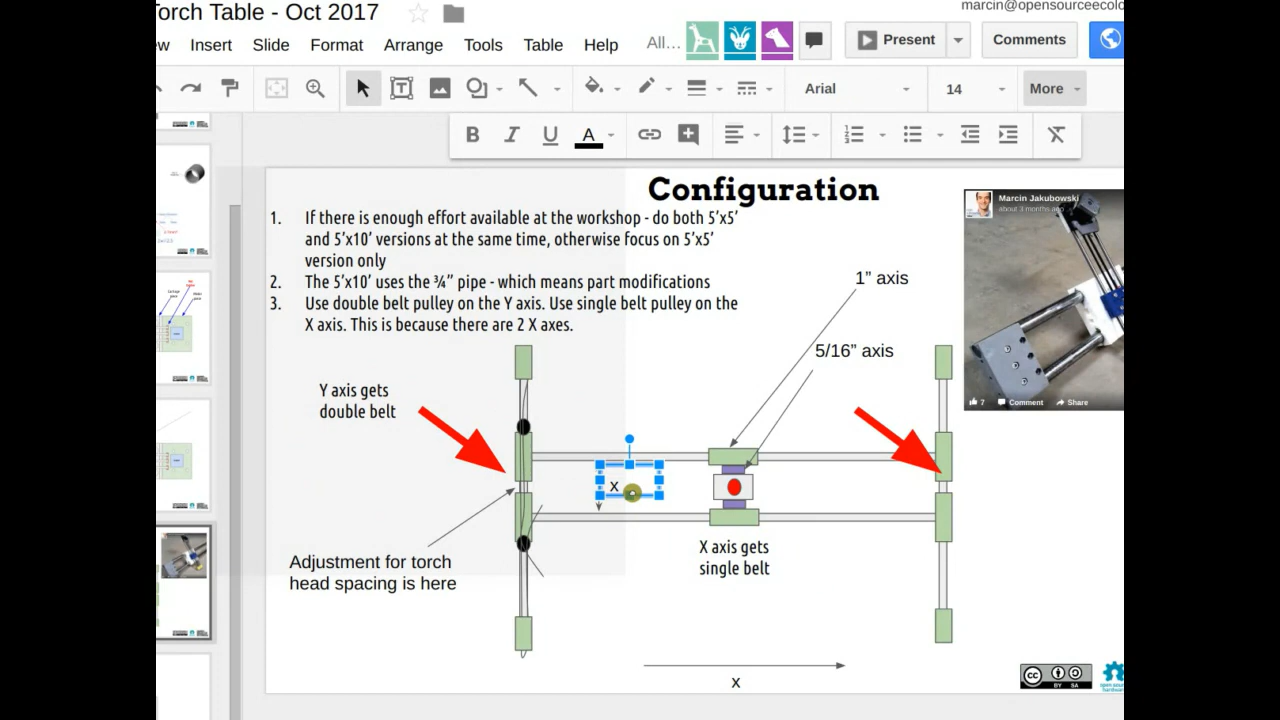 Torch Table - Oct 2017
marcin@opensourceecolo
ew Insert Slide Format Arrange Tools Table Help All...
Present
Comments
Arial
14
More
B I U A
Configuration
1. If there is enough effort available at the workshop - do both 5’x5’
and 5’x10’ versions at the same time, otherwise focus on 5’x5’
version only
2. The 5’x10’ uses the ¾” pipe - which means part modifications
3. Use double belt pulley on the Y axis. Use single belt pulley on the
X axis. This is because there are 2 X axes.
Marcin Jakubowski
about 3 months ago
7 Comment Share
1” axis
5/16” axis
Y axis gets
double belt
x
Adjustment for torch
head spacing is here
X axis gets
single belt
x
cc
BY SA